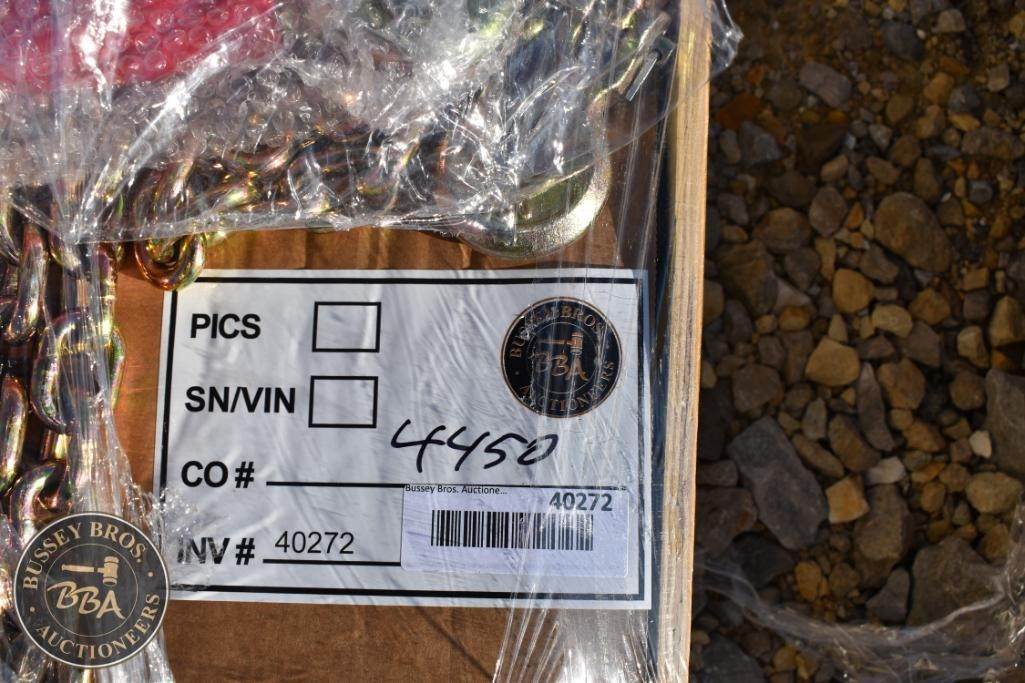 PICS
BUSSEY BROS.
BBA
AUCTIONEERS
SN/VIN
4450
CO #
Bussey Bros. Auctione...
40272
INV # 40272
BUSSEY BROS.
BBA
AUCTIONEERS